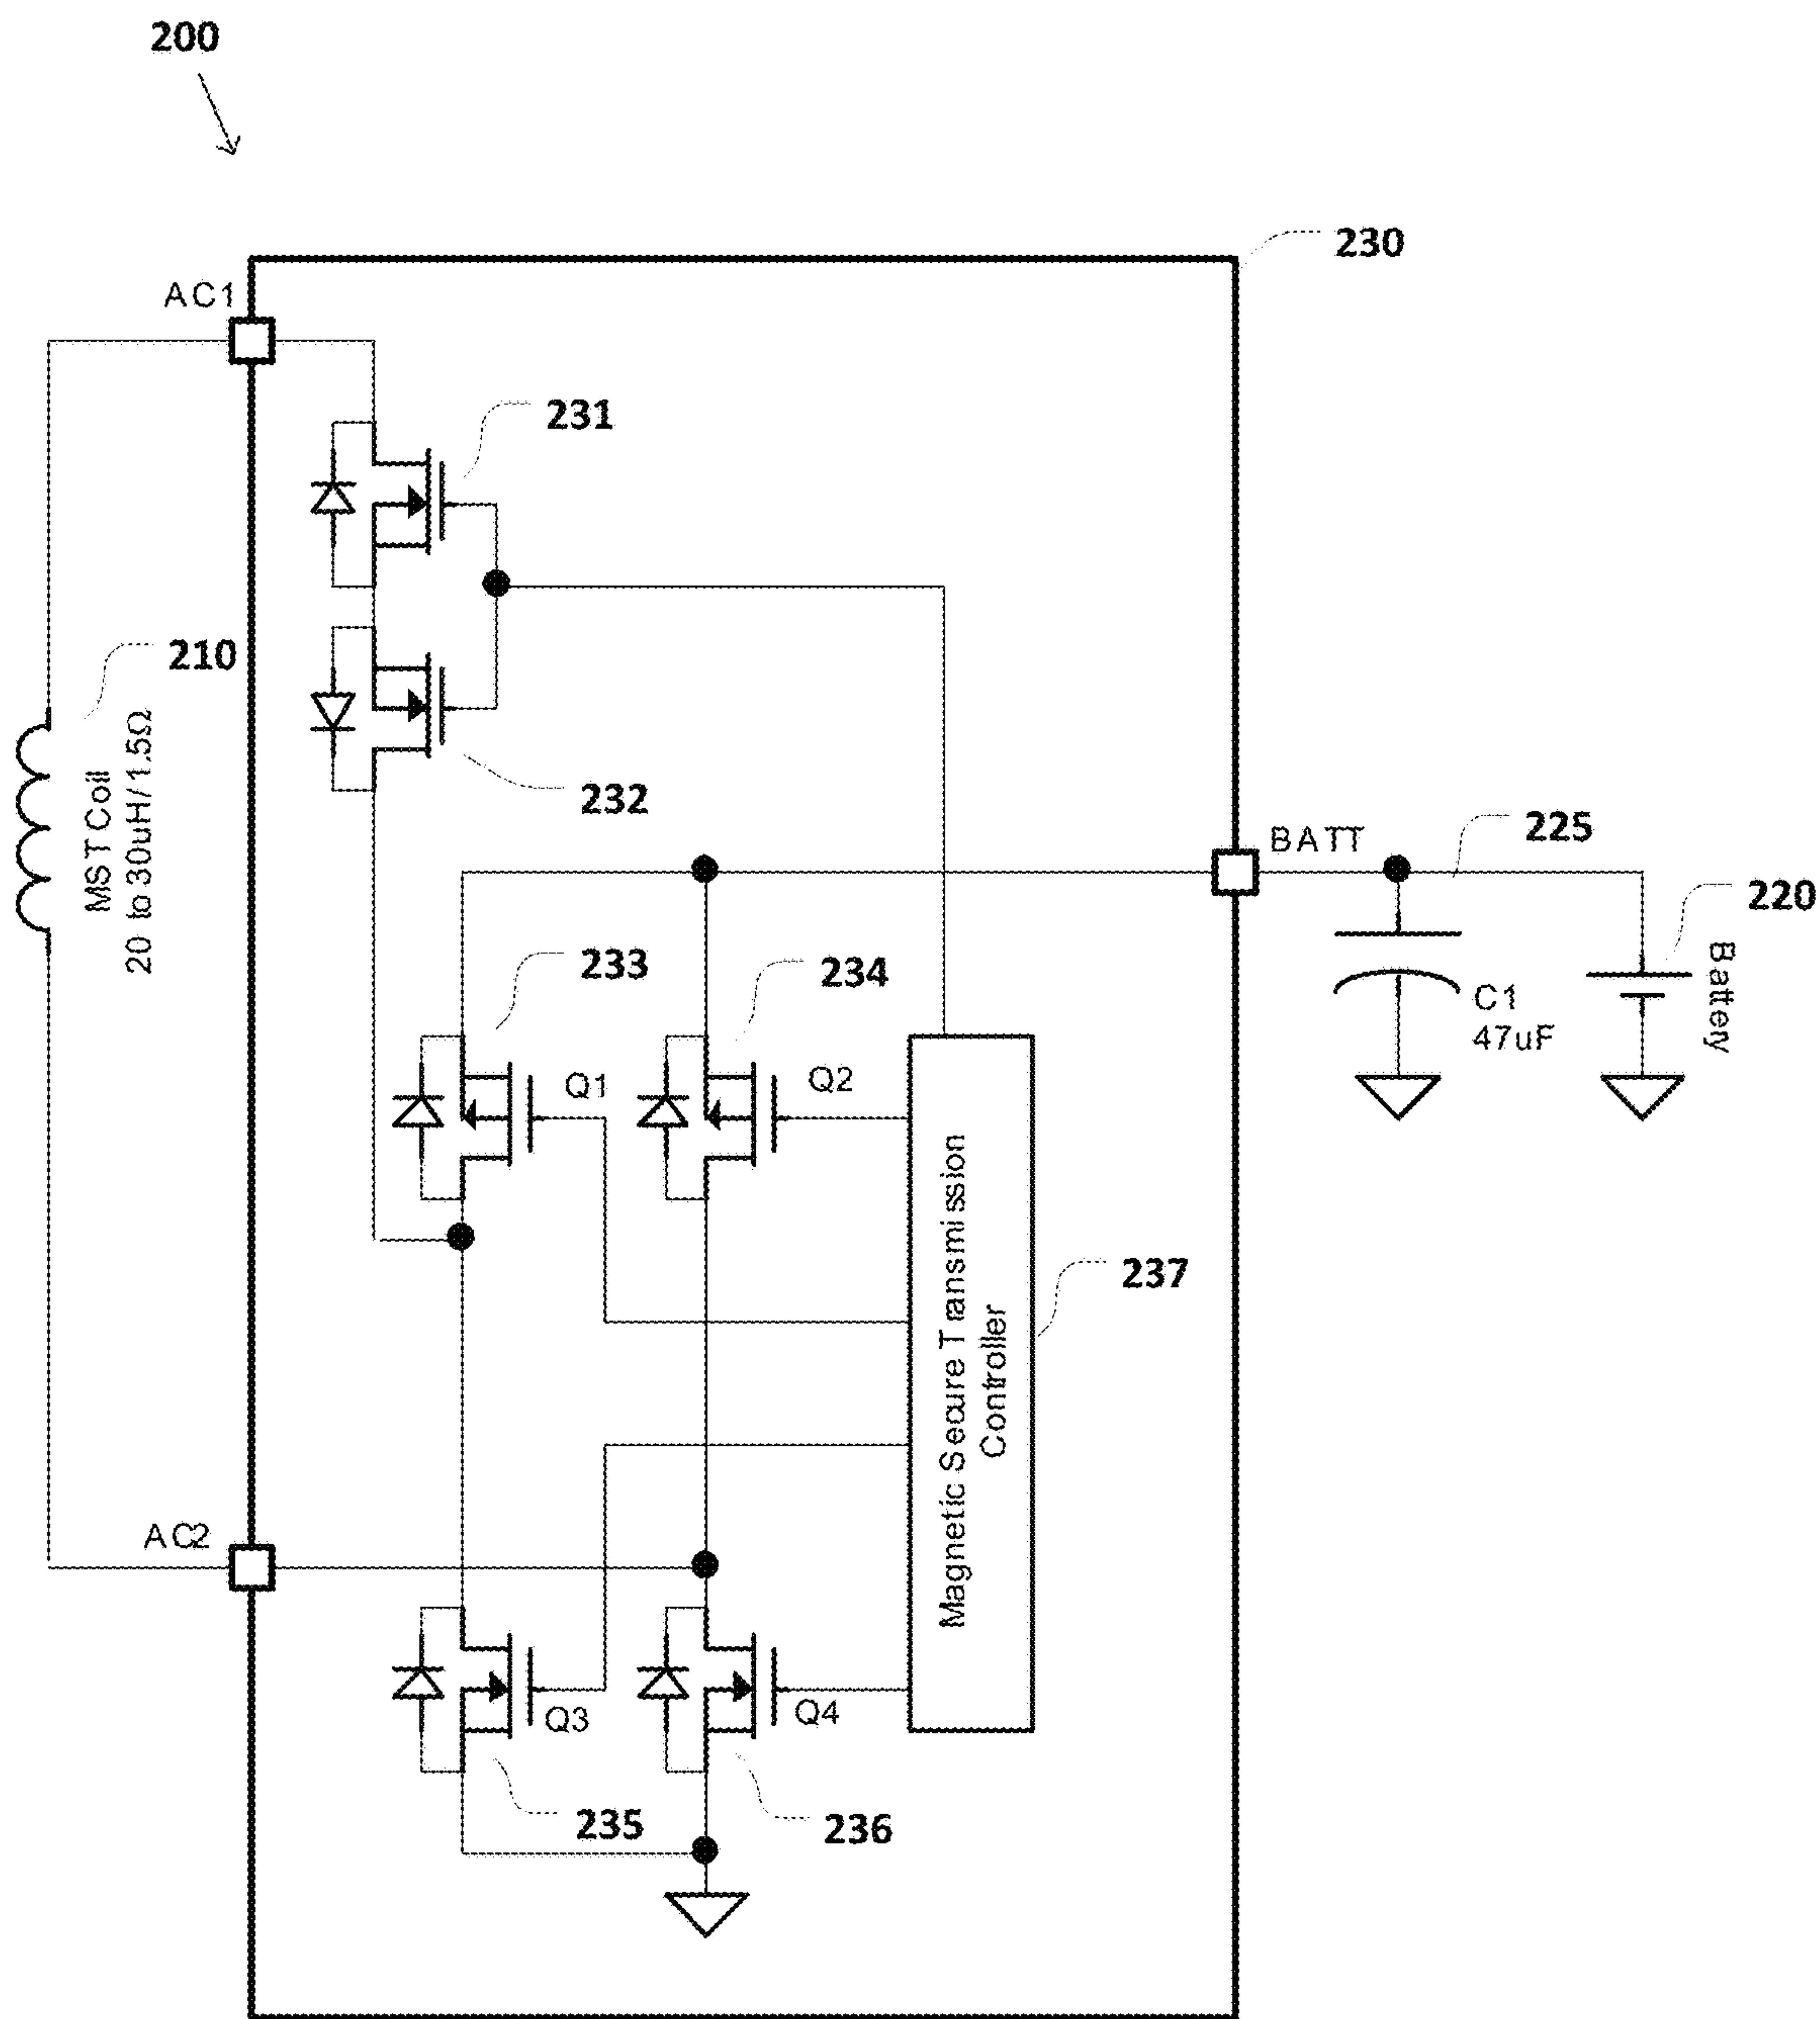 200
230
AC1
231
210
MST Coil
20 to 30uH/1.5Ω
232
BATT
225
220
Battery
C1
47uF
233
234
Q1
Q2
Magnetic Secure Transmission
Controller
237
AC2
Q3
Q4
235
236